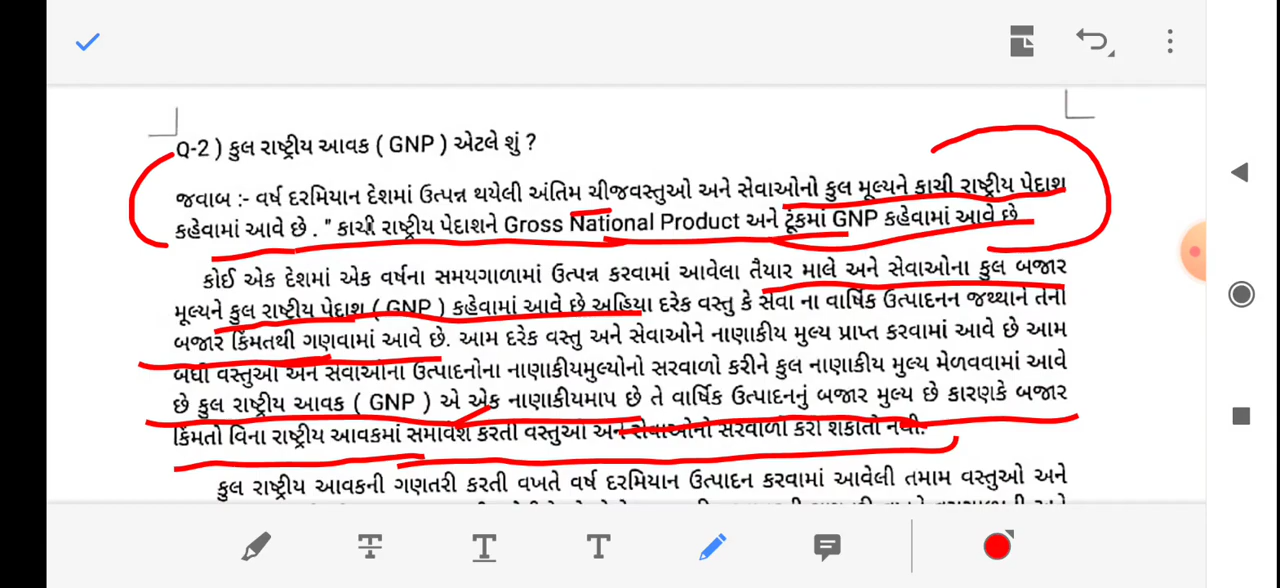 Q-2 ) કુલ રાષ્ટ્રીય આવક ( GNP ) એટલે શું ?
જવાબ :- વર્ષ દરમિયાન દેશમાં ઉત્પન્ન થયેલી અંતિમ ચીજવસ્તુઓ અને સેવાઓનો કુલ મૂલ્યને કાચી રાષ્ટ્રીય પેદાશ
કહેવામાં આવે છે . " કાચી રાષ્ટ્રીય પેદાશને Gross National Product અને ટૂંકમાં GNP કહેવામાં આવે છે
કોઈ એક દેશમાં એક વર્ષના સમયગાળામાં ઉત્પન્ન કરવામાં આવેલા તૈયાર માલે અને સેવાઓના કુલ બજાર
મૂલ્યને કુલ રાષ્ટ્રીય પેદાશ ( GNP ) કહેવામાં આવે છે અહિયા દરેક વસ્તુ કે સેવા ના વાર્ષિક ઉત્પાદનન જથ્થાને તેની
બજાર કિંમતથી ગણવામાં આવે છે. આમ દરેક વસ્તુ અને સેવાઓને નાણાકીય મુલ્ય પ્રાપ્ત કરવામાં આવે છે આમ
બધી વસ્તુઓ અને સેવાઓના ઉત્પાદનોના નાણાકીયમુલ્યોનો સરવાળો કરીને કુલ નાણાકીય મુલ્ય મેળવવામાં આવે
છે કુલ રાષ્ટ્રીય આવક ( GNP ) એ એક નાણાકીયમાપ છે તે વાર્ષિક ઉત્પાદનનું બજાર મુલ્ય છે કારણકે બજાર
કિંમતો વિના રાષ્ટ્રીય આવકમાં સમાવેશ કરતી વસ્તુઓ અને સેવાઓનો સરવાળો કરી શકાતો નથી.
કુલ રાષ્ટ્રીય આવકની ગણતરી કરતી વખતે વર્ષ દરમિયાન ઉત્પાદન કરવામાં આવેલી તમામ વસ્તુઓ અને